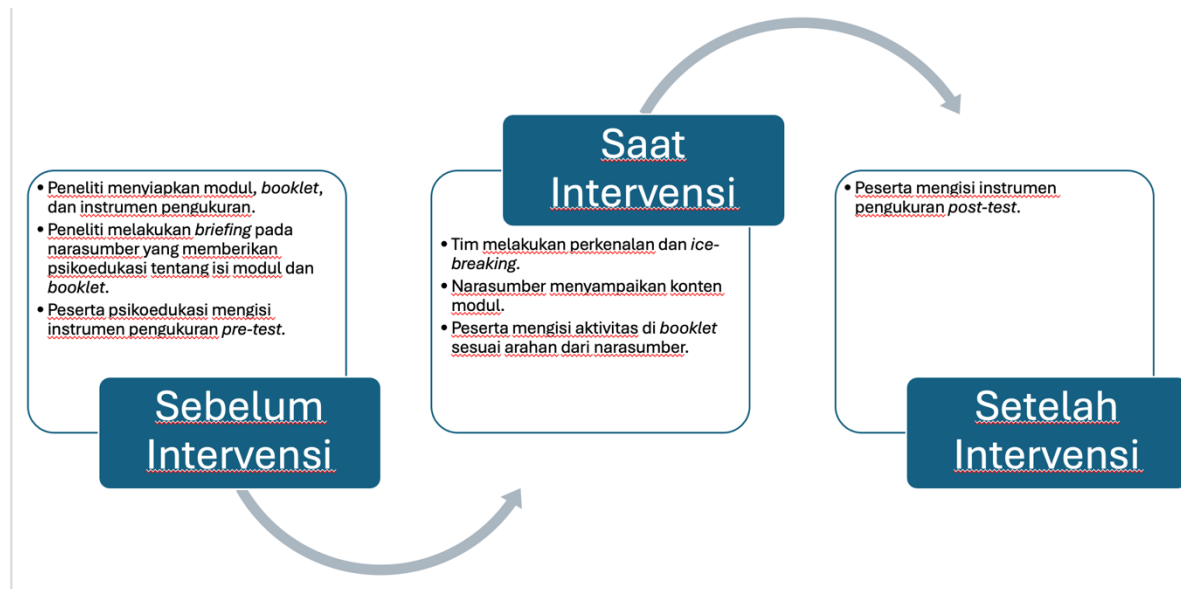 • Peneliti menyiapkan modul, booklet,
dan instrumen pengukuran.
• Peneliti melakukan briefing pada
narasumber yang memberikan
psikoedukasi tentang isi modul dan
booklet.
• Peserta psikoedukasi mengisi
instrumen pengukuran pre-test.
Sebelum
Intervensi
Saat
Intervensi
• Tim melakukan perkenalan dan ice-
breaking.
• Narasumber menyampaikan konten
modul.
• Peserta mengisi aktivitas di booklet
sesuai arahan dari narasumber.
• Peserta mengisi instrumen
pengukuran post-test.
Setelah
Intervensi